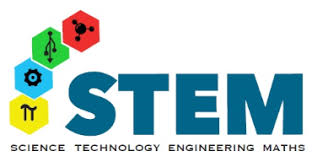 π
STEM
SCIENCE TECHNOLOGY ENGINEERING MATHS